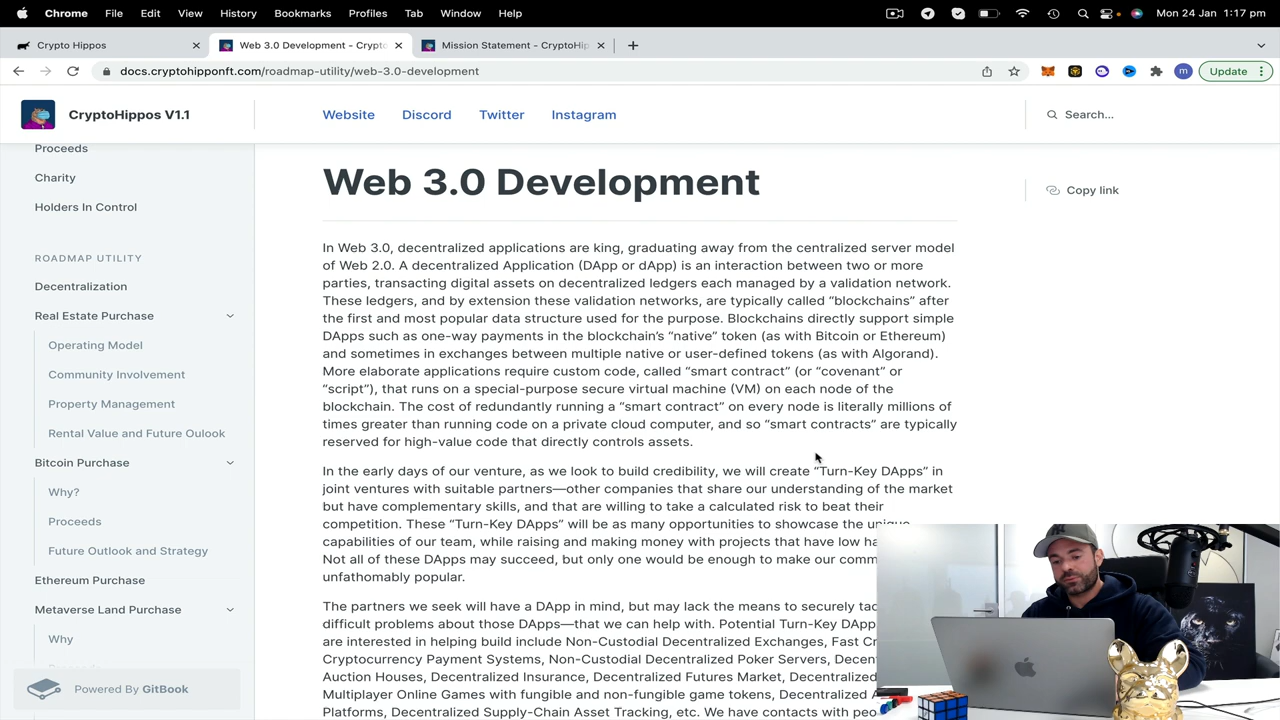 Chrome File Edit View History Bookmarks Profiles Tab Window Help Mon 24 Jan 1:17 pm
Crypto Hippos Web 3.0 Development - Crypto Mission Statement - CryptoHip
docs.cryptohipponft.com/roadmap-utility/web-3.0-development m Update
CryptoHippos V1.1 Website Discord Twitter Instagram Search...
Proceeds
Charity
Holders In Control
ROADMAP UTILITY
Decentralization
Real Estate Purchase
Operating Model
Community Involvement
Property Management
Rental Value and Future Oulook
Bitcoin Purchase
Why?
Proceeds
Future Outlook and Strategy
Ethereum Purchase
Metaverse Land Purchase
Why
Proceeds
Powered By GitBook
Web 3.0 Development
Copy link
In Web 3.0, decentralized applications are king, graduating away from the centralized server model
of Web 2.0. A decentralized Application (DApp or dApp) is an interaction between two or more
parties, transacting digital assets on decentralized ledgers each managed by a validation network.
These ledgers, and by extension these validation networks, are typically called “blockchains” after
the first and most popular data structure used for the purpose. Blockchains directly support simple
DApps such as one-way payments in the blockchain’s “native” token (as with Bitcoin or Ethereum)
and sometimes in exchanges between multiple native or user-defined tokens (as with Algorand).
More elaborate applications require custom code, called “smart contract” (or “covenant” or
“script”), that runs on a special-purpose secure virtual machine (VM) on each node of the
blockchain. The cost of redundantly running a “smart contract” on every node is literally millions of
times greater than running code on a private cloud computer, and so “smart contracts” are typically
reserved for high-value code that directly controls assets.
In the early days of our venture, as we look to build credibility, we will create “Turn-Key DApps” in
joint ventures with suitable partners—other companies that share our understanding of the market
but have complementary skills, and that are willing to take a calculated risk to beat their
competition. These “Turn-Key DApps” will be as many opportunities to showcase the unique
capabilities of our team, while raising and making money with projects that have low ha
Not all of these DApps may succeed, but only one would be enough to make our comm
unfathomably popular.
The partners we seek will have a DApp in mind, but may lack the means to securely tac
difficult problems about those DApps—that we can help with. Potential Turn-Key DApp
are interested in helping build include Non-Custodial Decentralized Exchanges, Fast Cr
Cryptocurrency Payment Systems, Non-Custodial Decentralized Poker Servers, Decen
Auction Houses, Decentralized Insurance, Decentralized Futures Market, Decentralized
Multiplayer Online Games with fungible and non-fungible game tokens, Decentralized A
Platforms, Decentralized Supply-Chain Asset Tracking, etc. We have contacts with peo